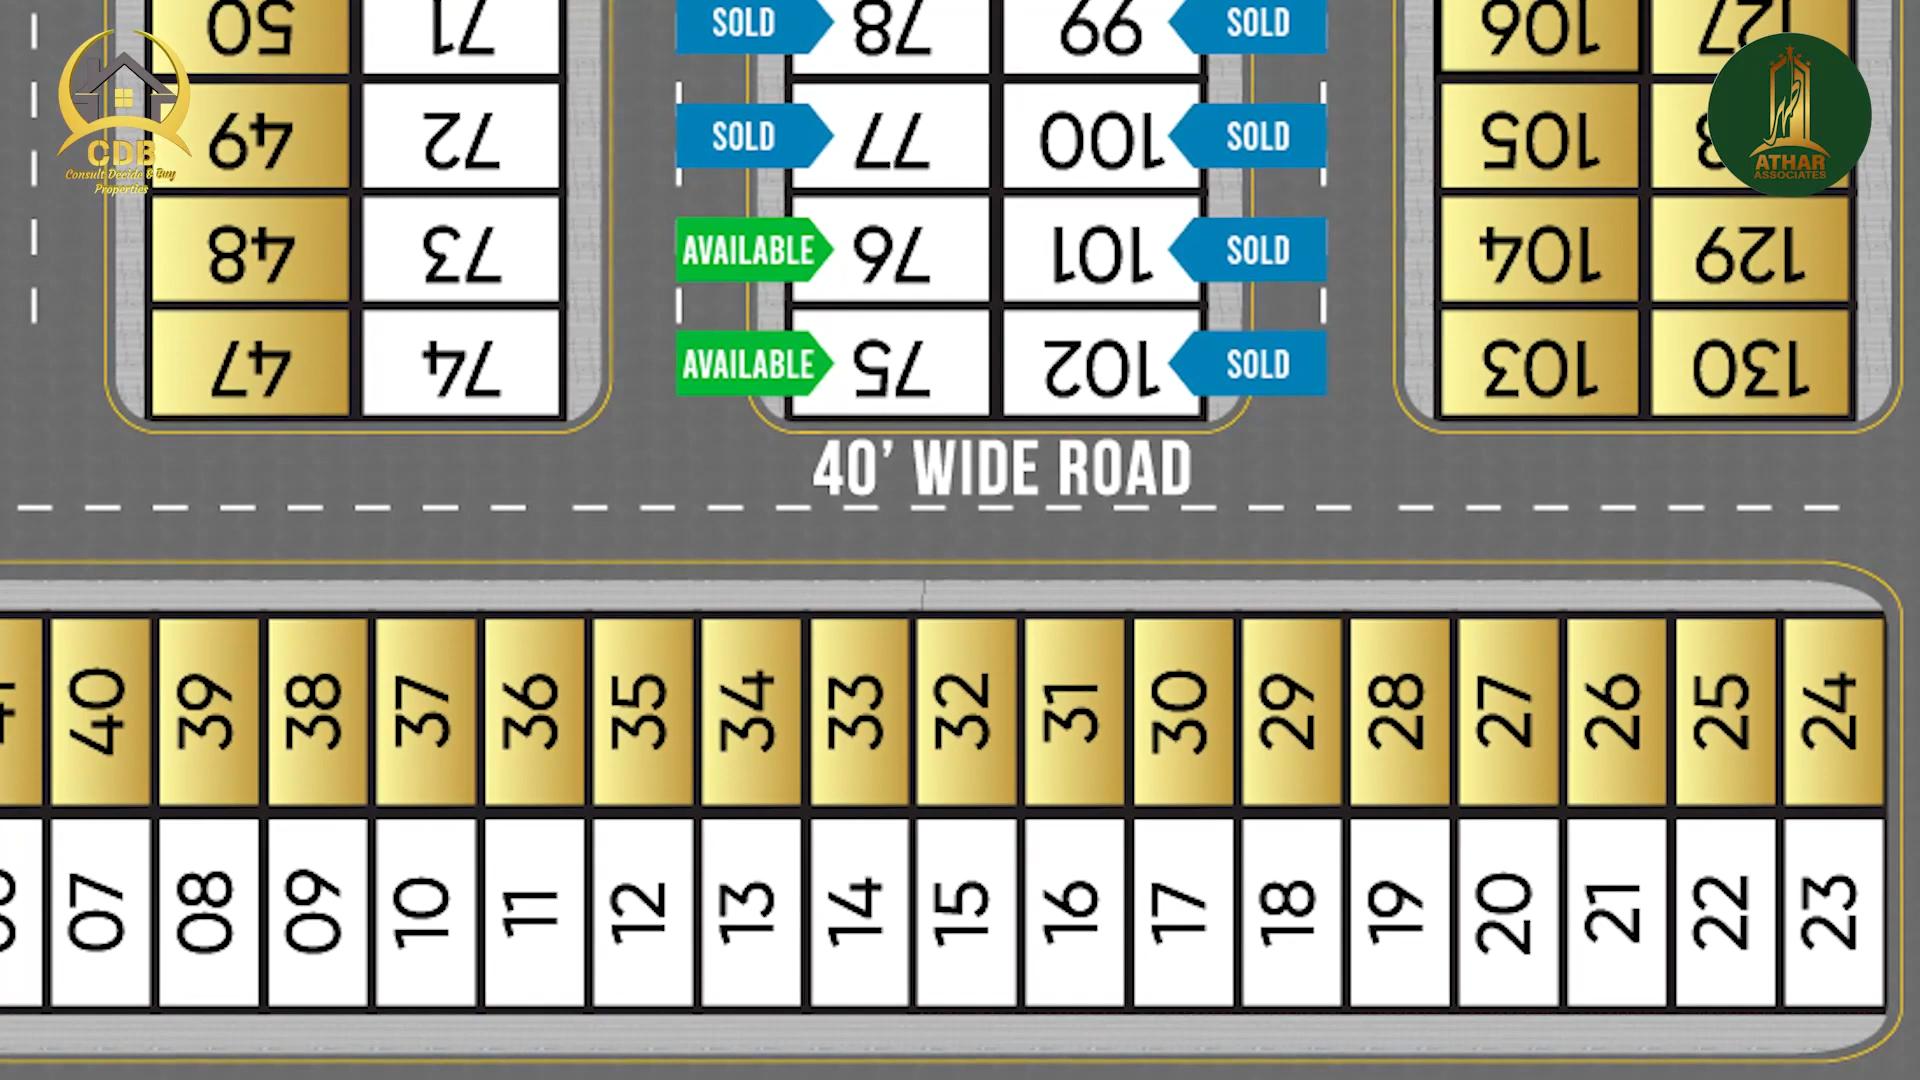 50 71 SOLD 78 99 SOLD 106
49 72 SOLD 77 100 SOLD 105
48 73 AVAILABLE 76 101 SOLD 104 129
47 74 AVAILABLE 75 102 SOLD 103 130
CDB
Consult Decide & Buy
Properties
ATHAR
ASSOCIATES
40’ WIDE ROAD
40 39 38 37 36 35 34 33 32 31 30 29 28 27 26 25 24
07 08 09 10 11 12 13 14 15 16 17 18 19 20 21 22 23